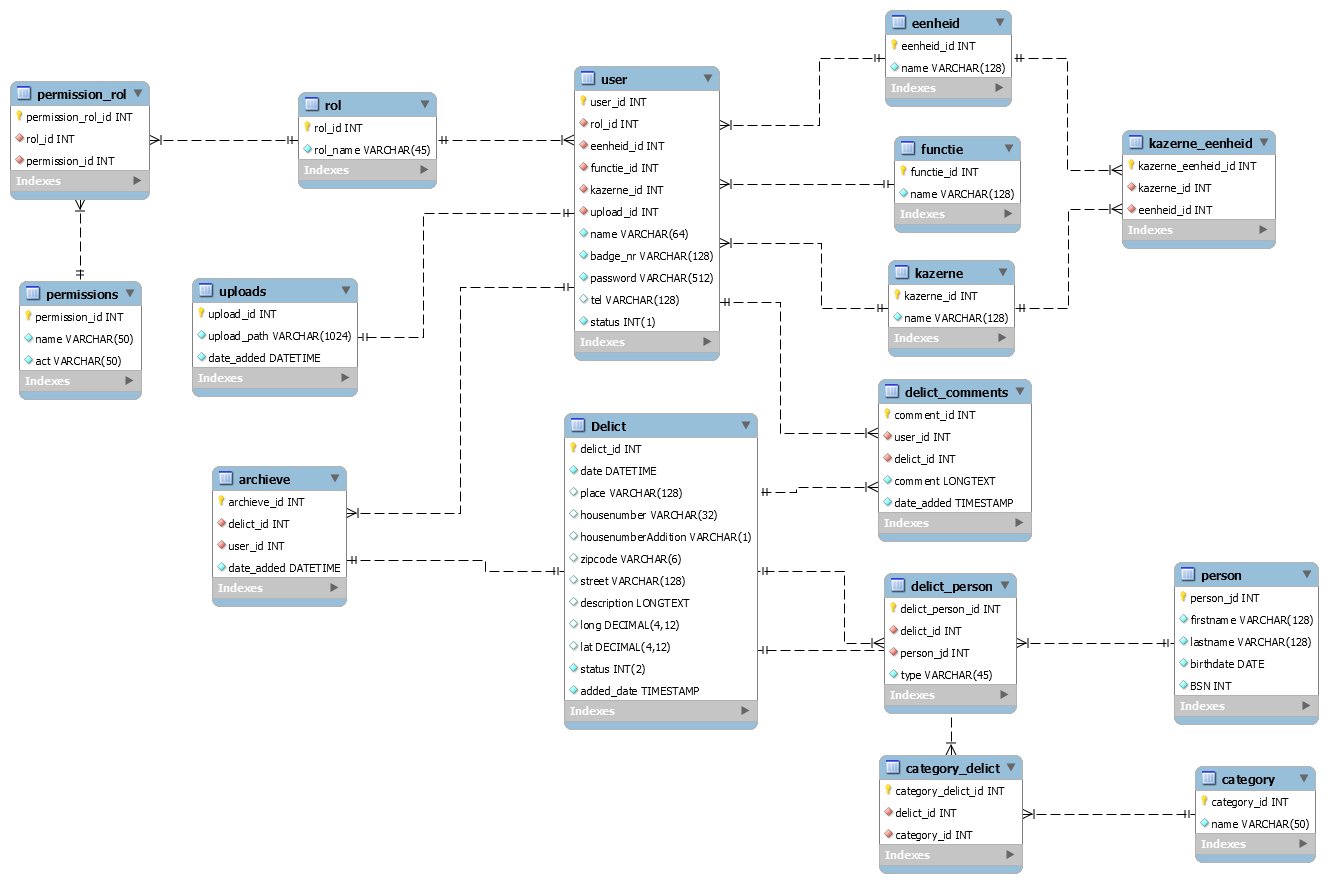 permission_rol
permission_rol_id INT
rol_id INT
permission_id INT
Indexes
permissions
permission_id INT
name VARCHAR(50)
act VARCHAR(50)
Indexes
rol
rol_id INT
rol_name VARCHAR(45)
Indexes
uploads
upload_id INT
upload_path VARCHAR(1024)
date_added DATETIME
Indexes
archieve
archieve_id INT
delict_id INT
user_id INT
date_added DATETIME
Indexes
user
user_id INT
rol_id INT
eenheid_id INT
functie_id INT
kazerne_id INT
upload_id INT
name VARCHAR(64)
badge_nr VARCHAR(128)
password VARCHAR(512)
tel VARCHAR(128)
status INT(1)
Indexes
Delict
delict_id INT
date DATETIME
place VARCHAR(128)
housenumber VARCHAR(32)
housenumberAddition VARCHAR(1)
zipcode VARCHAR(6)
street VARCHAR(128)
description LONGTEXT
long DECIMAL(4,12)
lat DECIMAL(4,12)
status INT(2)
added_date TIMESTAMP
Indexes
eenheid
eenheid_id INT
name VARCHAR(128)
Indexes
functie
functie_id INT
name VARCHAR(128)
Indexes
kazerne
kazerne_id INT
name VARCHAR(128)
Indexes
kazerne_eenheid
kazerne_eenheid_id INT
kazerne_id INT
eenheid_id INT
Indexes
delict_comments
comment_id INT
user_id INT
delict_id INT
comment LONGTEXT
date_added TIMESTAMP
Indexes
delict_person
delict_person_id INT
delict_id INT
person_jd INT
type VARCHAR(45)
Indexes
person
person_jd INT
firstname VARCHAR(128)
lastname VARCHAR(128)
birthdate DATE
BSN INT
Indexes
category_delict
category_delict_id INT
delict_id INT
category_id INT
Indexes
category
category_id INT
name VARCHAR(50)
Indexes